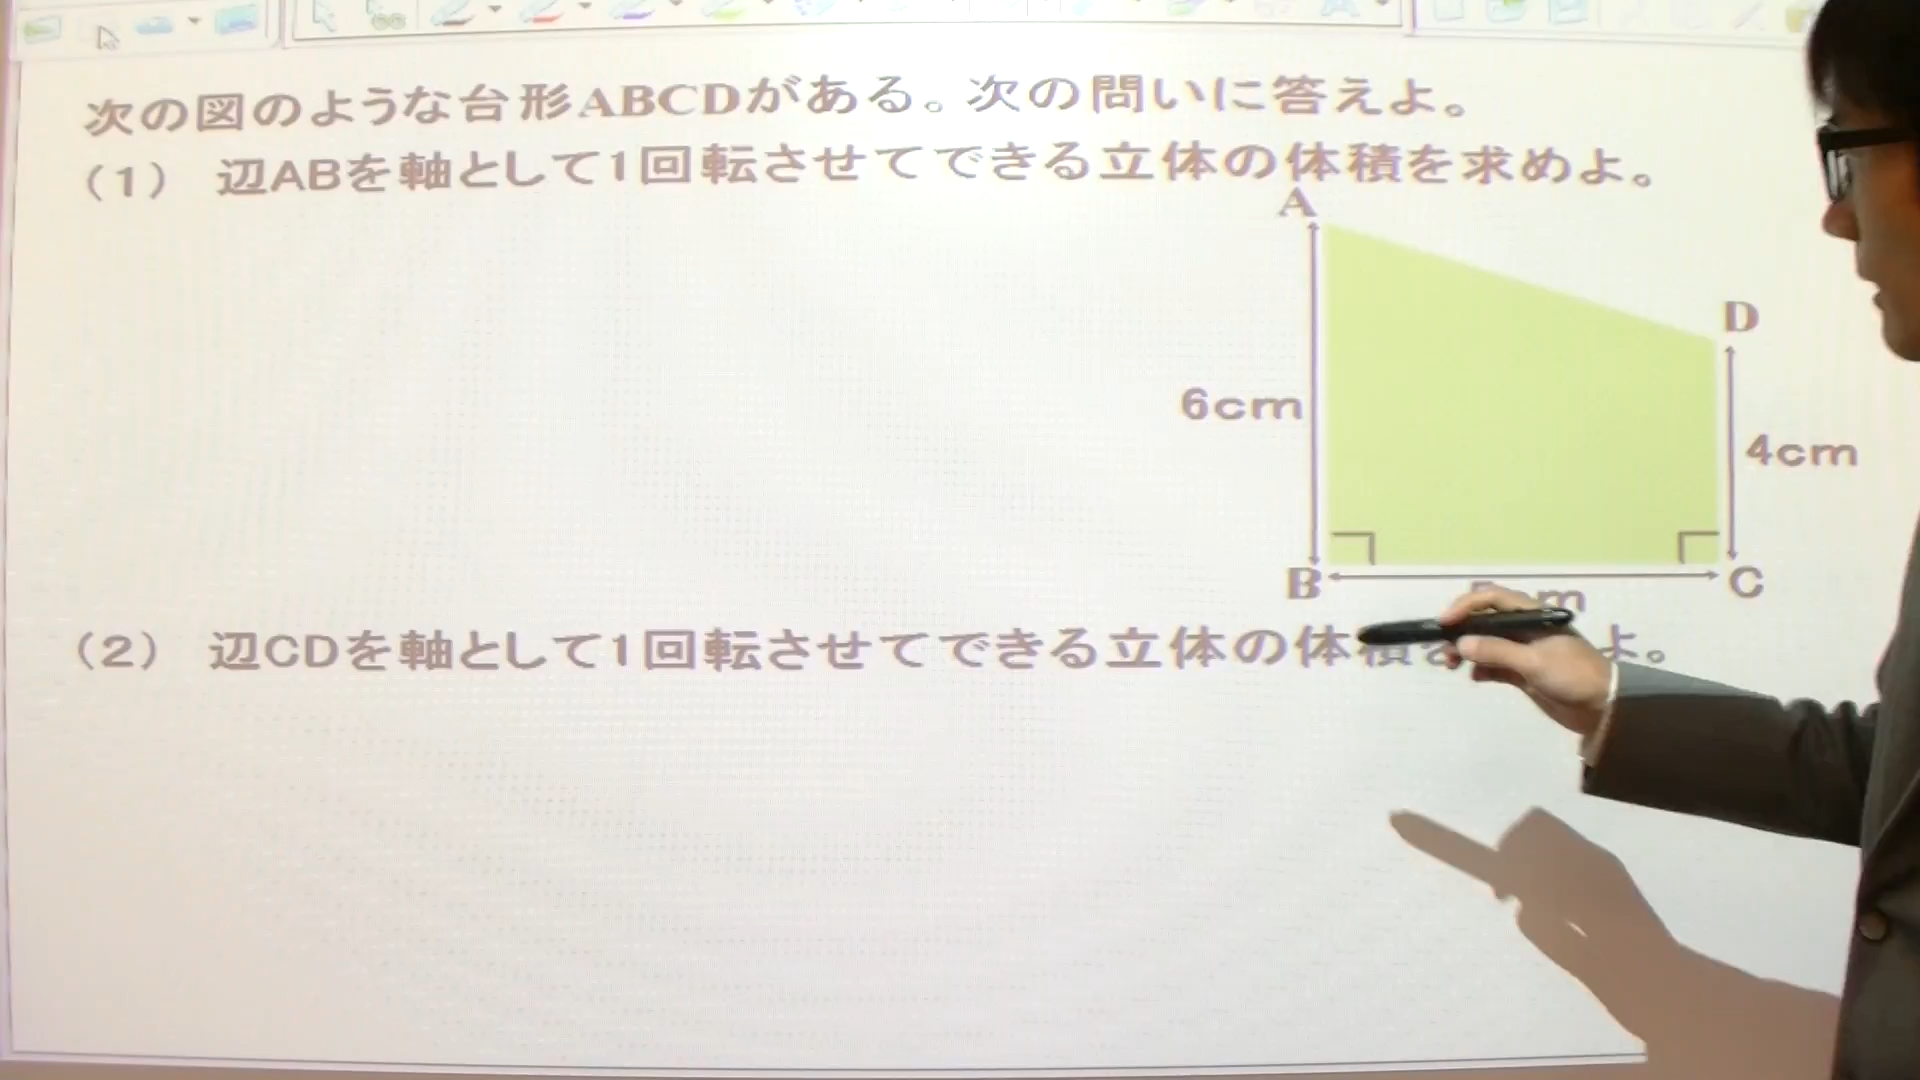 次の図のような台形ABCDがある。次の問いに答えよ。
(1) 辺ABを軸として1回転させてできる立体の体積を求めよ。
A
D
6cm
4cm
B
C
(2) 辺CDを軸として1回転させてできる立体の体積 よ。